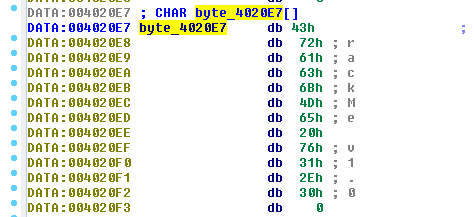 DATA:004020E7 ; CHAR byte_4020E7[]
DATA:004020E7 byte_4020E7 db 43h ;
DATA:004020E8 db 72h ; r
DATA:004020E9 db 61h ; a
DATA:004020EA db 63h ; c
DATA:004020EB db 6Bh ; k
DATA:004020EC db 4Dh ; M
DATA:004020ED db 65h ; e
DATA:004020EE db 20h
DATA:004020EF db 76h ; v
DATA:004020F0 db 31h ; 1
DATA:004020F1 db 2Eh ; .
DATA:004020F2 db 30h ; 0
DATA:004020F3 db 0